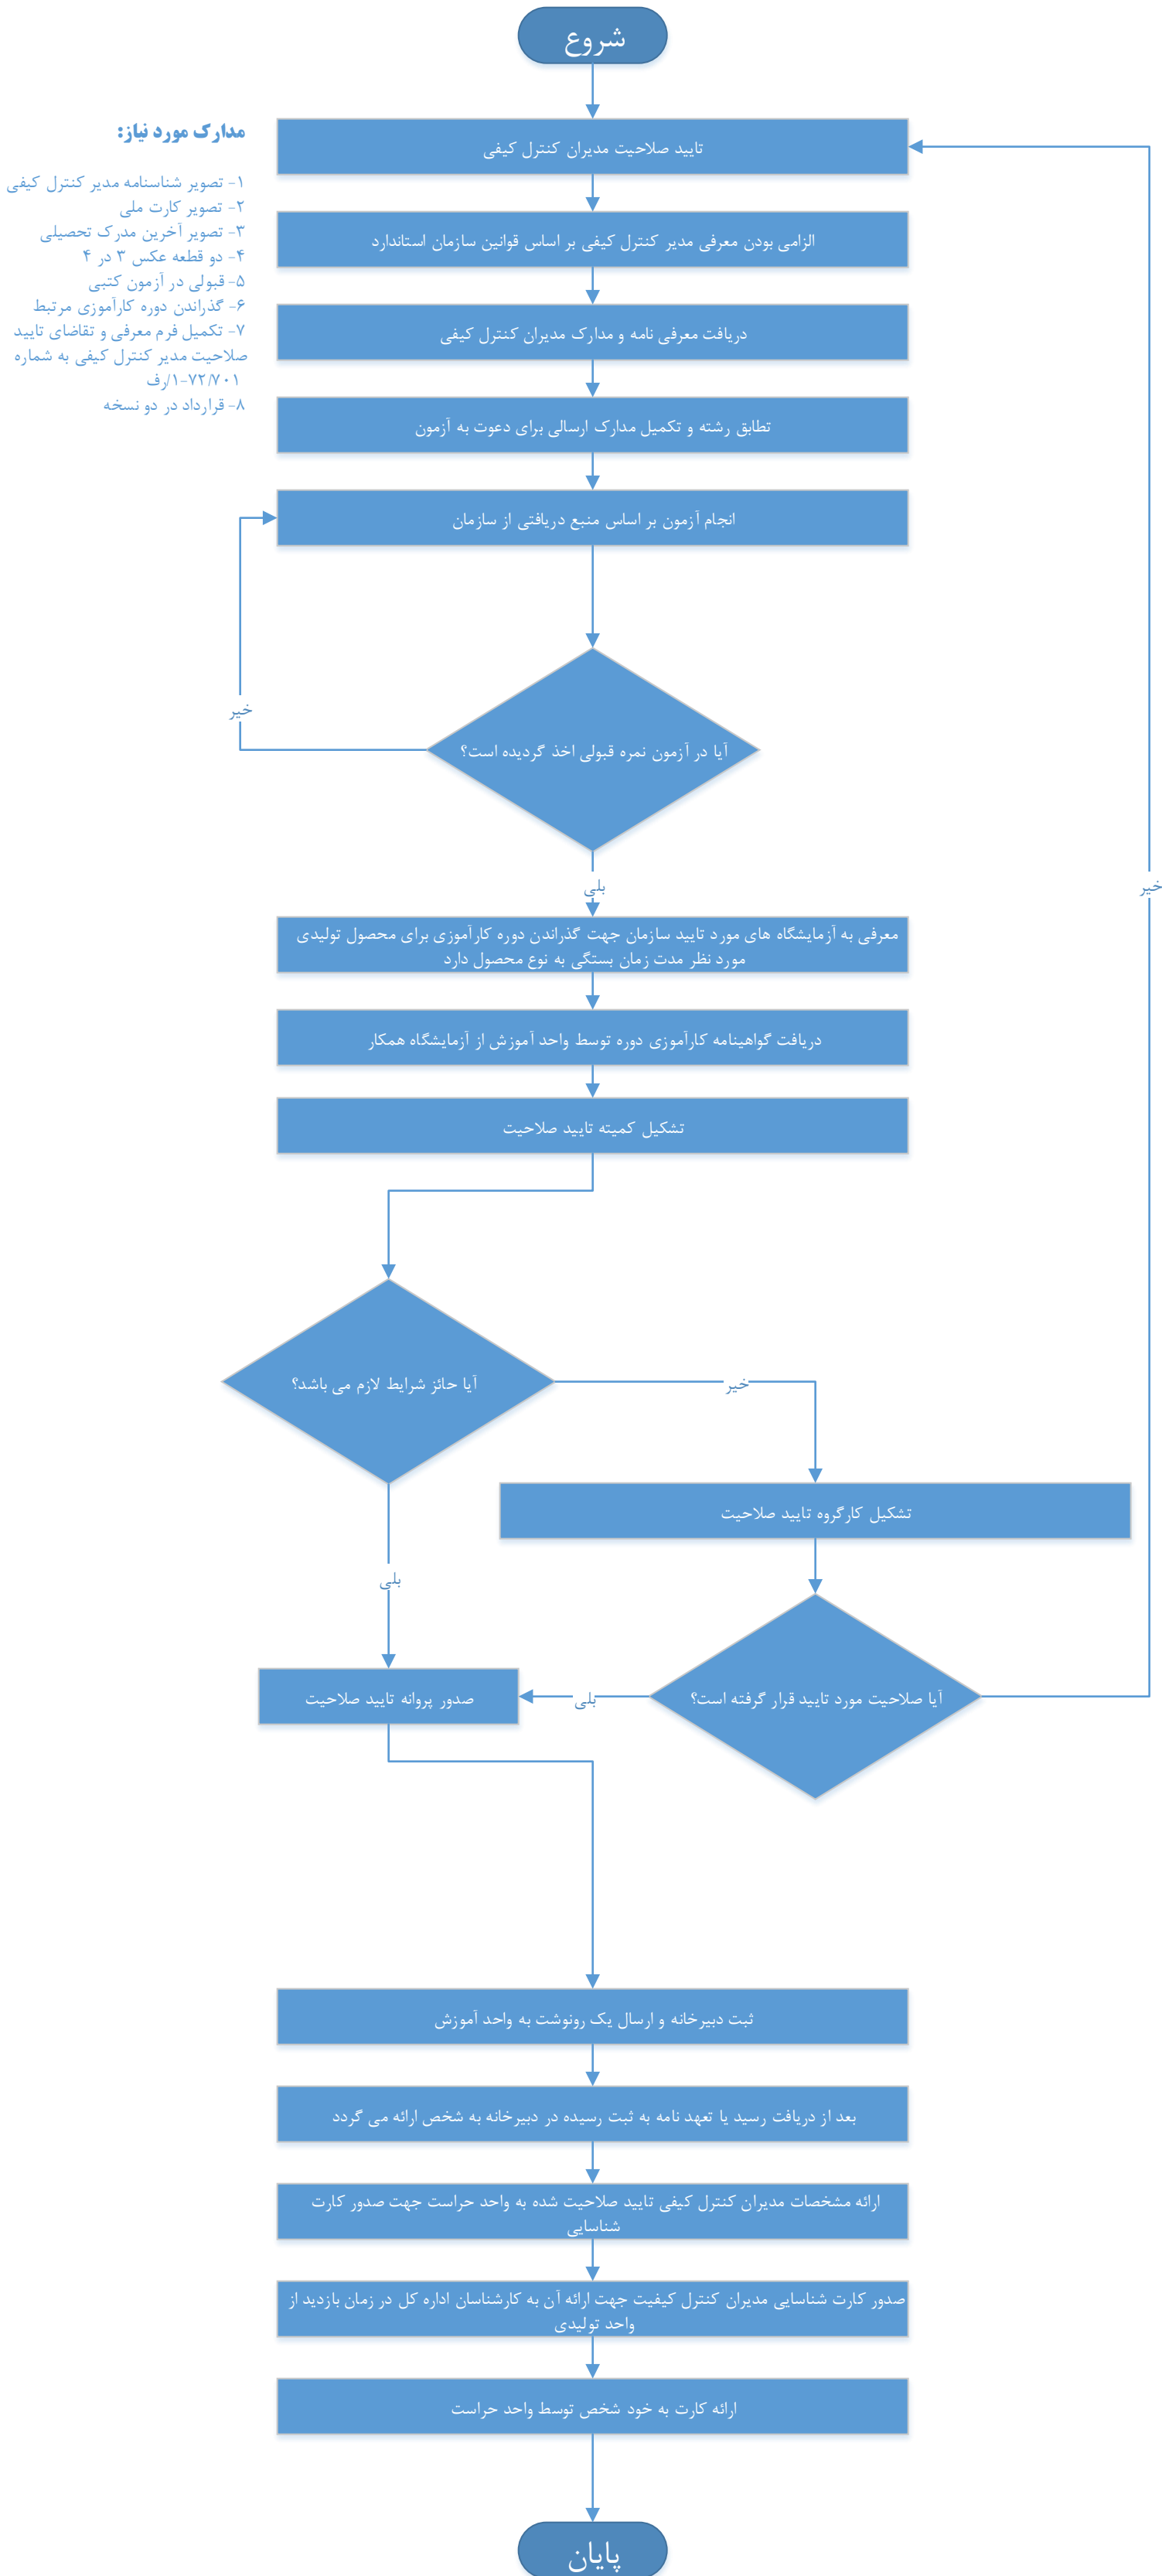 شروع
مدارک مورد نیاز:
۱- تصویر شناسنامه مدیر کنترل کیفی
۲- تصویر کارت ملی
۳- تصویر آخرین مدرک تحصیلی
۴- دو قطعه عکس ۳ در ۴
۵- قبولی در آزمون کتبی
۶- گذراندن دوره کارآموزی مرتبط
۷- تکمیل فرم معرفی و تقاضای تایید
صلاحیت مدیر کنترل کیفی به شماره
۱-۷۲/۷۰۱/رف
۸- قرارداد در دو نسخه
تایید صلاحیت مدیران کنترل کیفی
الزامی بودن معرفی مدیر کنترل کیفی بر اساس قوانین سازمان استاندارد
دریافت معرفی نامه و مدارک مدیران کنترل کیفی
تطابق رشته و تکمیل مدارک ارسالی برای دعوت به آزمون
انجام آزمون بر اساس منبع دریافتی از سازمان
خیر
آیا در آزمون نمره قبولی اخذ گردیده است؟
بلی
خیر
معرفی به آزمایشگاه های مورد تایید سازمان جهت گذراندن دوره کارآموزی برای محصول تولیدی
مورد نظر مدت زمان بستگی به نوع محصول دارد
دریافت گواهینامه کارآموزی دوره توسط واحد آموزش از آزمایشگاه همکار
تشکیل کمیته تایید صلاحیت
آیا حائز شرایط لازم می باشد؟
خیر
تشکیل کارگروه تایید صلاحیت
بلی
آیا صلاحیت مورد تایید قرار گرفته است؟
بلی
صدور پروانه تایید صلاحیت
ثبت دبیرخانه و ارسال یک رونوشت به واحد آموزش
بعد از دریافت رسید یا تعهد نامه به ثبت رسیده در دبیرخانه به شخص ارائه می گردد
ارائه مشخصات مدیران کنترل کیفی تایید صلاحیت شده به واحد حراست جهت صدور کارت
شناسایی
صدور کارت شناسایی مدیران کنترل کیفیت جهت ارائه آن به کارشناسان اداره کل در زمان بازدید از
واحد تولیدی
ارائه کارت به خود شخص توسط واحد حراست
پایان